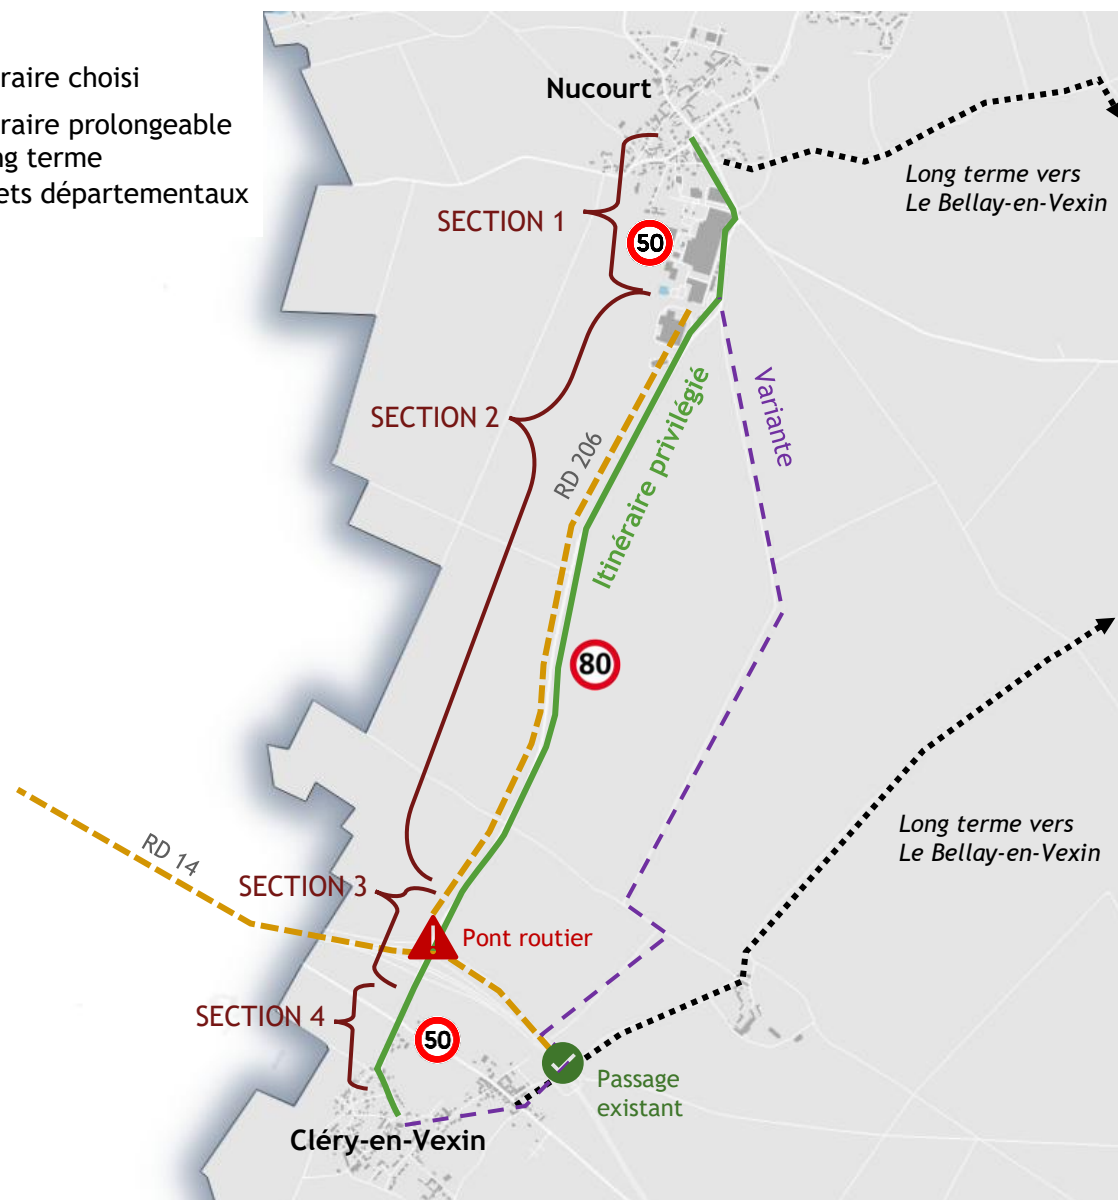 raire choisi
raire prolongeable
ng terme
ets départementaux
Nucourt
Long terme vers
Le Bellay-en-Vexin
SECTION 1
50
Variante
Itinéraire privilégié
SECTION 2
RD 206
80
Long terme vers
Le Bellay-en-Vexin
RD 14
SECTION 3
Pont routier
SECTION 4
50
Passage
existant
Cléry-en-Vexin